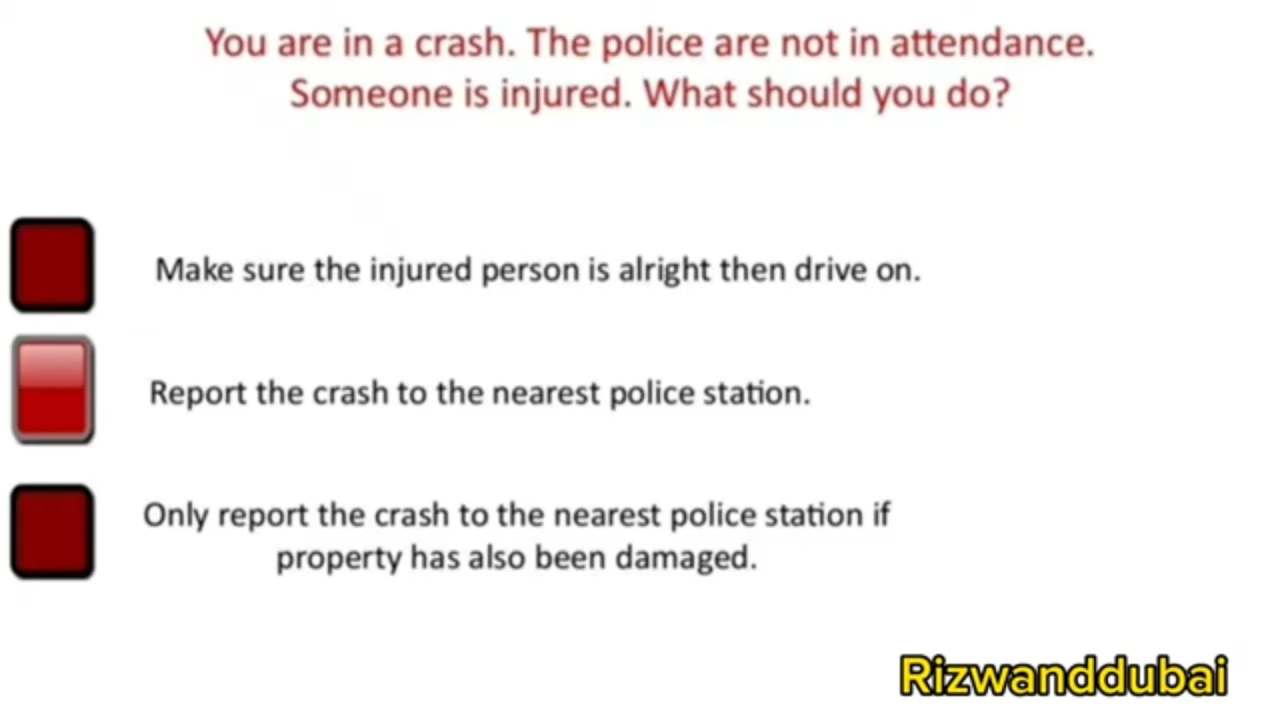 You are in a crash. The police are not in attendance.
Someone is injured. What should you do?
Make sure the injured person is alright then drive on.
Report the crash to the nearest police station.
Only report the crash to the nearest police station if
property has also been damaged.
Rizwanddubai